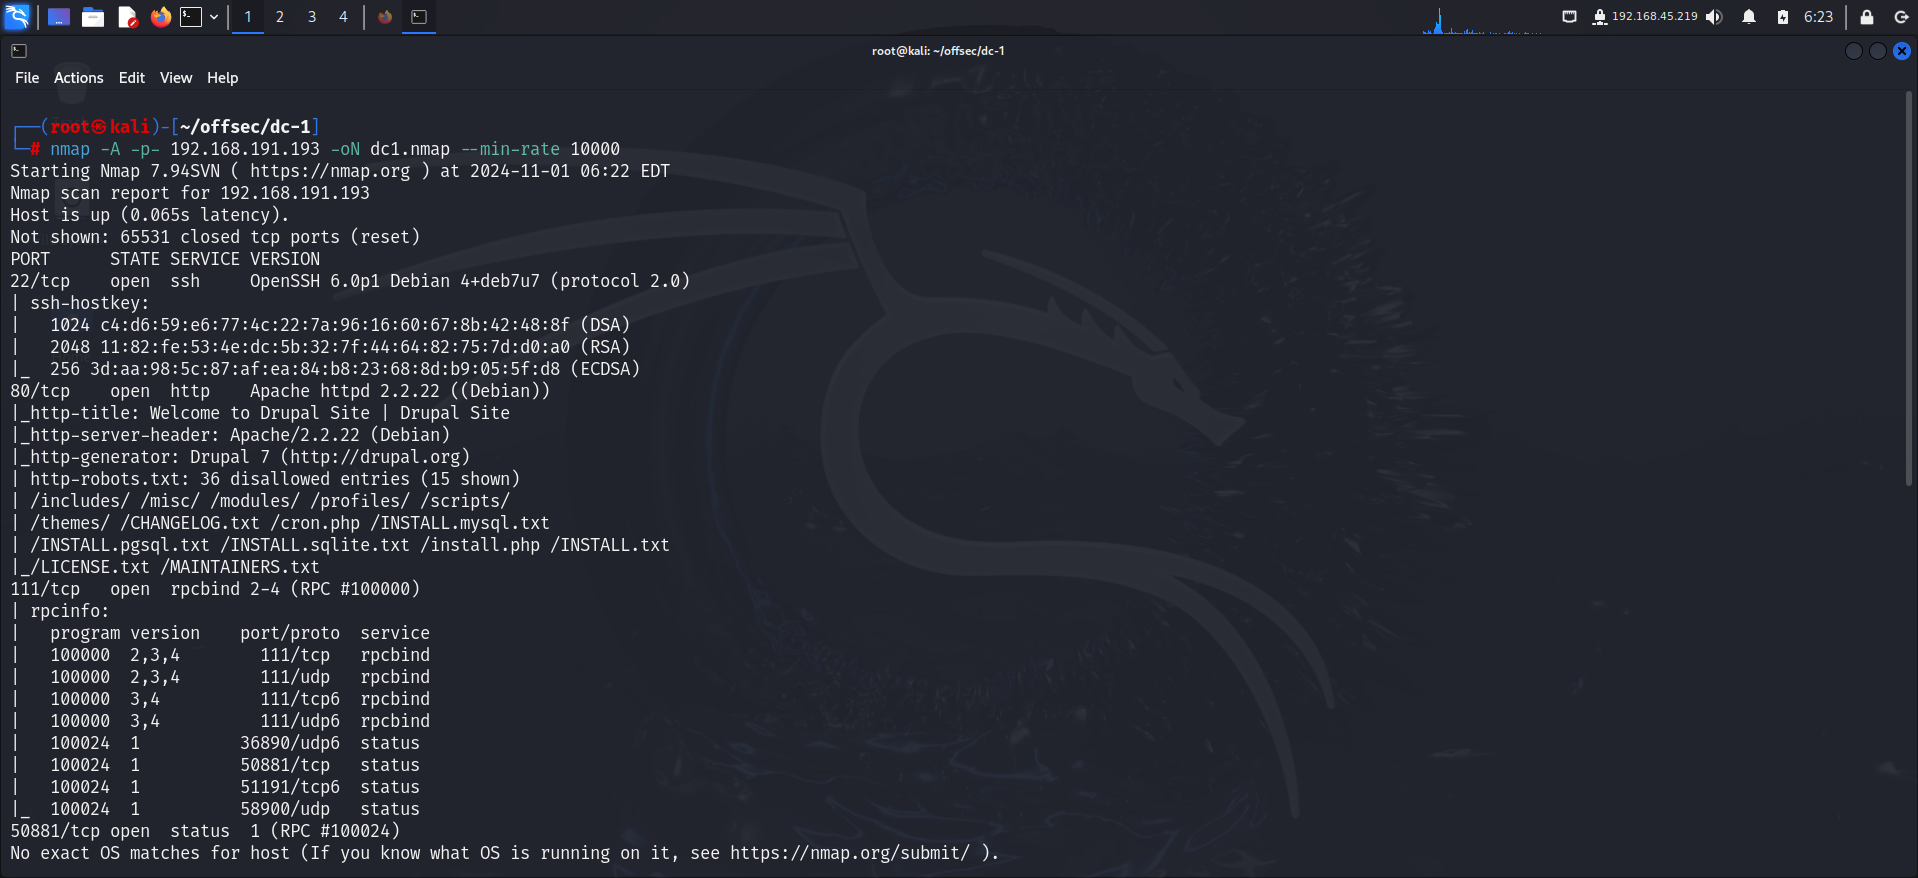 1 2 3 4 192.168.45.219 6:23
root@kali: ~/offsec/dc-1
File Actions Edit View Help
┌──(root㉿kali)-[~/offsec/dc-1]
└─# nmap -A -p- 192.168.191.193 -oN dc1.nmap --min-rate 10000
Starting Nmap 7.94SVN ( https://nmap.org ) at 2024-11-01 06:22 EDT
Nmap scan report for 192.168.191.193
Host is up (0.065s latency).
Not shown: 65531 closed tcp ports (reset)
PORT      STATE SERVICE VERSION
22/tcp    open  ssh     OpenSSH 6.0p1 Debian 4+deb7u7 (protocol 2.0)
| ssh-hostkey:
|   1024 c4:d6:59:e6:77:4c:22:7a:96:16:60:67:8b:42:48:8f (DSA)
|   2048 11:82:fe:53:4e:dc:5b:32:7f:44:64:82:75:7d:d0:a0 (RSA)
|_  256 3d:aa:98:5c:87:af:ea:84:b8:23:68:8d:b9:05:5f:d8 (ECDSA)
80/tcp    open  http    Apache httpd 2.2.22 ((Debian))
|_http-title: Welcome to Drupal Site | Drupal Site
|_http-server-header: Apache/2.2.22 (Debian)
|_http-generator: Drupal 7 (http://drupal.org)
| http-robots.txt: 36 disallowed entries (15 shown)
| /includes/ /misc/ /modules/ /profiles/ /scripts/
| /themes/ /CHANGELOG.txt /cron.php /INSTALL.mysql.txt
| /INSTALL.pgsql.txt /INSTALL.sqlite.txt /install.php /INSTALL.txt
|_/LICENSE.txt /MAINTAINERS.txt
111/tcp   open  rpcbind 2-4 (RPC #100000)
| rpcinfo:
|   program version    port/proto  service
|   100000  2,3,4        111/tcp   rpcbind
|   100000  2,3,4        111/udp   rpcbind
|   100000  3,4          111/tcp6  rpcbind
|   100000  3,4          111/udp6  rpcbind
|   100024  1          36890/udp6  status
|   100024  1          50881/tcp   status
|   100024  1          51191/tcp6  status
|_  100024  1          58900/udp   status
50881/tcp open  status  1 (RPC #100024)
No exact OS matches for host (If you know what OS is running on it, see https://nmap.org/submit/ ).